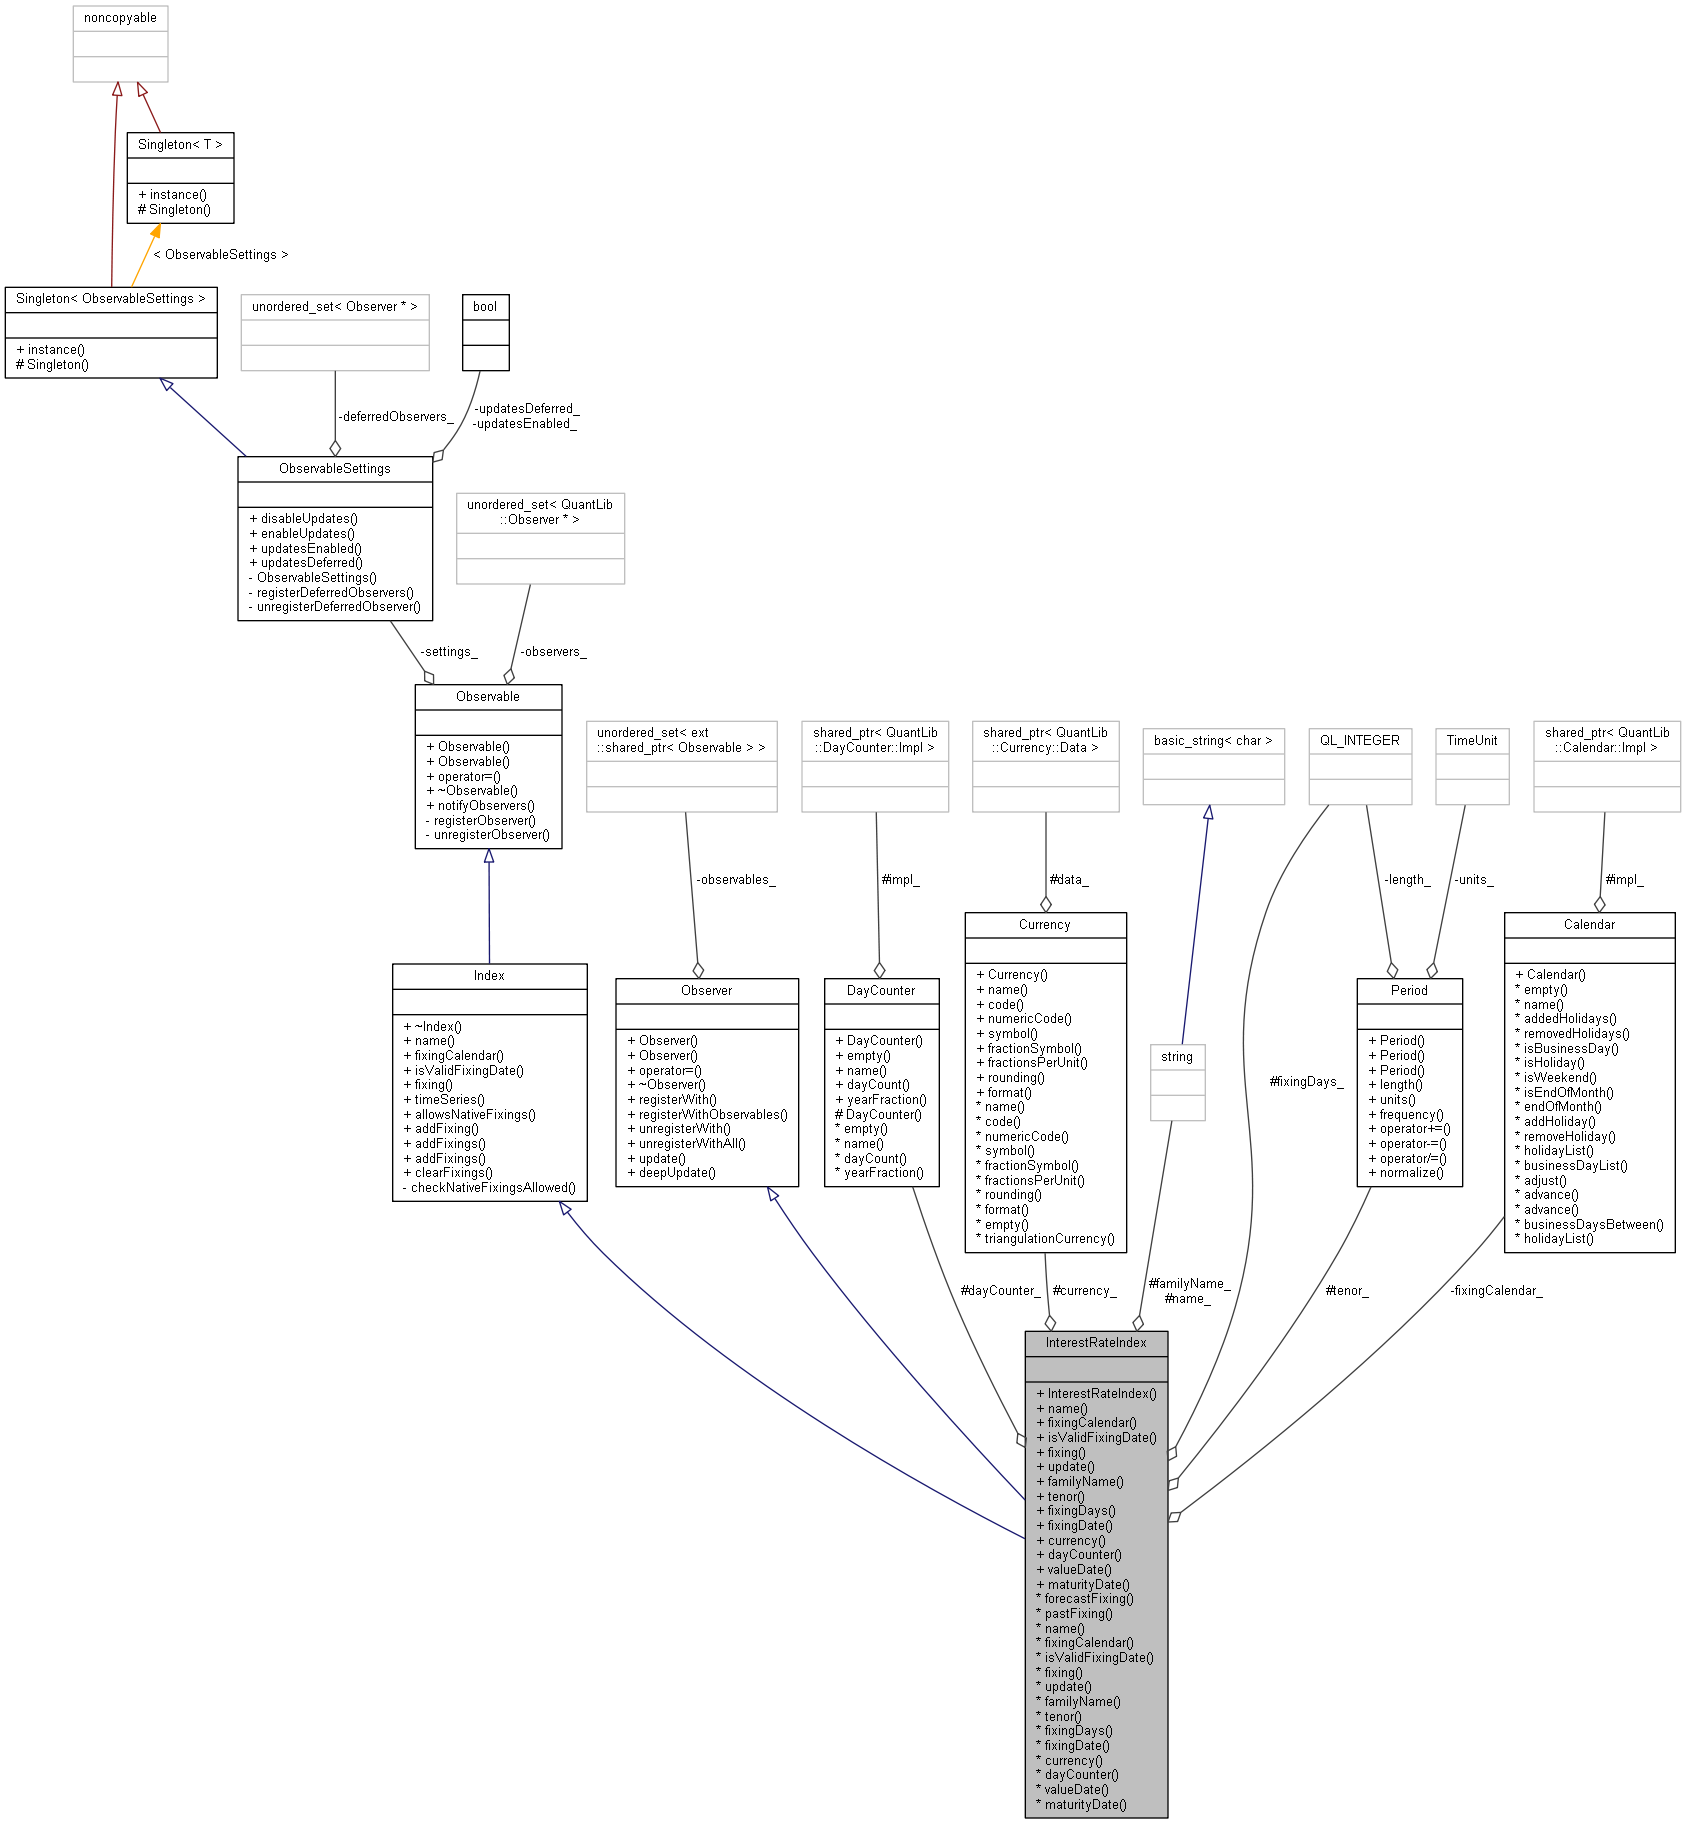 noncopyable
Singleton< T >
+ instance()
# Singleton()
< ObservableSettings >
Singleton< ObservableSettings >
+ instance()
# Singleton()
unordered_set< Observer * >
bool
-deferredObservers_
-updatesDeferred_
-updatesEnabled_
ObservableSettings
+ disableUpdates()
+ enableUpdates()
+ updatesEnabled()
+ updatesDeferred()
- ObservableSettings()
- registerDeferredObservers()
- unregisterDeferredObserver()
unordered_set< QuantLib
::Observer * >
-settings_
-observers_
Observable
+ Observable()
+ Observable()
+ operator=()
+ ~Observable()
+ notifyObservers()
- registerObserver()
- unregisterObserver()
unordered_set< ext
::shared_ptr< Observable > >
shared_ptr< QuantLib
::DayCounter::Impl >
shared_ptr< QuantLib
::Currency::Data >
basic_string< char >
QL_INTEGER
TimeUnit
shared_ptr< QuantLib
::Calendar::Impl >
-observables_
#impl_
#data_
-length_
-units_
#impl_
Index
+ ~Index()
+ name()
+ fixingCalendar()
+ isValidFixingDate()
+ fixing()
+ timeSeries()
+ allowsNativeFixings()
+ addFixing()
+ addFixings()
+ addFixings()
+ clearFixings()
- checkNativeFixingsAllowed()
Observer
+ Observer()
+ Observer()
+ operator=()
+ ~Observer()
+ registerWith()
+ registerWithObservables()
+ unregisterWith()
+ unregisterWithAll()
+ update()
+ deepUpdate()
DayCounter
+ DayCounter()
+ empty()
+ name()
+ dayCount()
+ yearFraction()
# DayCounter()
* empty()
* name()
* dayCount()
* yearFraction()
Currency
+ Currency()
+ name()
+ code()
+ numericCode()
+ symbol()
+ fractionSymbol()
+ fractionsPerUnit()
+ rounding()
+ format()
* name()
* code()
* numericCode()
* symbol()
* fractionSymbol()
* fractionsPerUnit()
* rounding()
* format()
* empty()
* triangulationCurrency()
string
#fixingDays_
Period
+ Period()
+ Period()
+ Period()
+ length()
+ units()
+ frequency()
+ operator+=()
+ operator-=()
+ operator/=()
+ normalize()
Calendar
+ Calendar()
* empty()
* name()
* addedHolidays()
* removedHolidays()
* isBusinessDay()
* isHoliday()
* isWeekend()
* isEndOfMonth()
* endOfMonth()
* addHoliday()
* removeHoliday()
* holidayList()
* businessDayList()
* adjust()
* advance()
* advance()
* businessDaysBetween()
* holidayList()
#dayCounter_
#currency_
#familyName_
#name_
#tenor_
-fixingCalendar_
InterestRateIndex
+ InterestRateIndex()
+ name()
+ fixingCalendar()
+ isValidFixingDate()
+ fixing()
+ update()
+ familyName()
+ tenor()
+ fixingDays()
+ fixingDate()
+ currency()
+ dayCounter()
+ valueDate()
+ maturityDate()
* forecastFixing()
* pastFixing()
* name()
* fixingCalendar()
* isValidFixingDate()
* fixing()
* update()
* familyName()
* tenor()
* fixingDays()
* fixingDate()
* currency()
* dayCounter()
* valueDate()
* maturityDate()